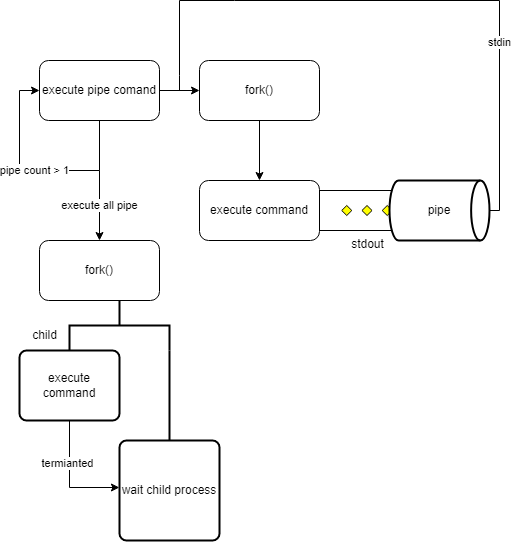 stdin
execute pipe comand
fork()
pipe count > 1
execute all pipe
execute command
pipe
stdout
fork()
child
execute
command
termianted
wait child process